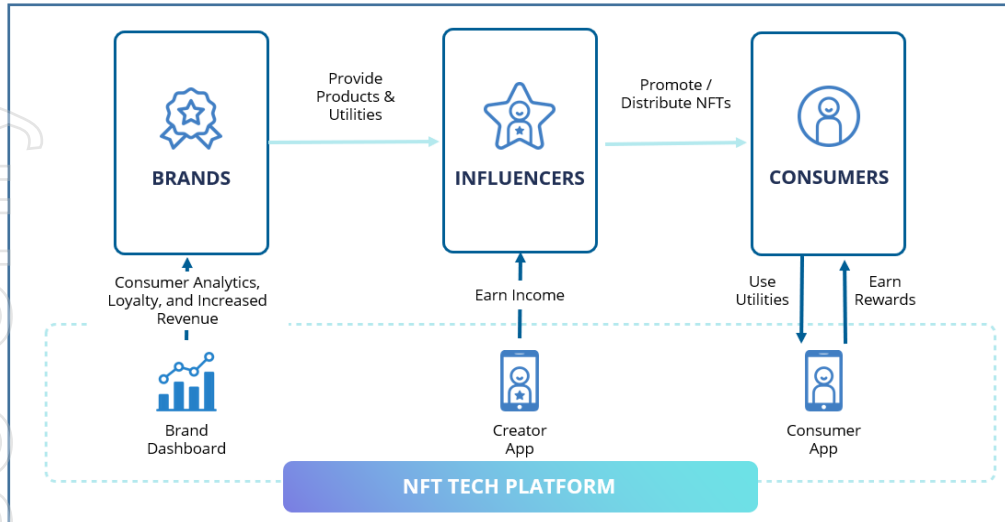 Provide
Products &
Utilities
Promote /
Distribute NFTs
BRANDS
INFLUENCERS
CONSUMERS
Consumer Analytics,
Loyalty, and Increased
Revenue
Earn Income
Use
Utilities
Earn
Rewards
Brand
Dashboard
Creator
App
Consumer
App
NFT TECH PLATFORM